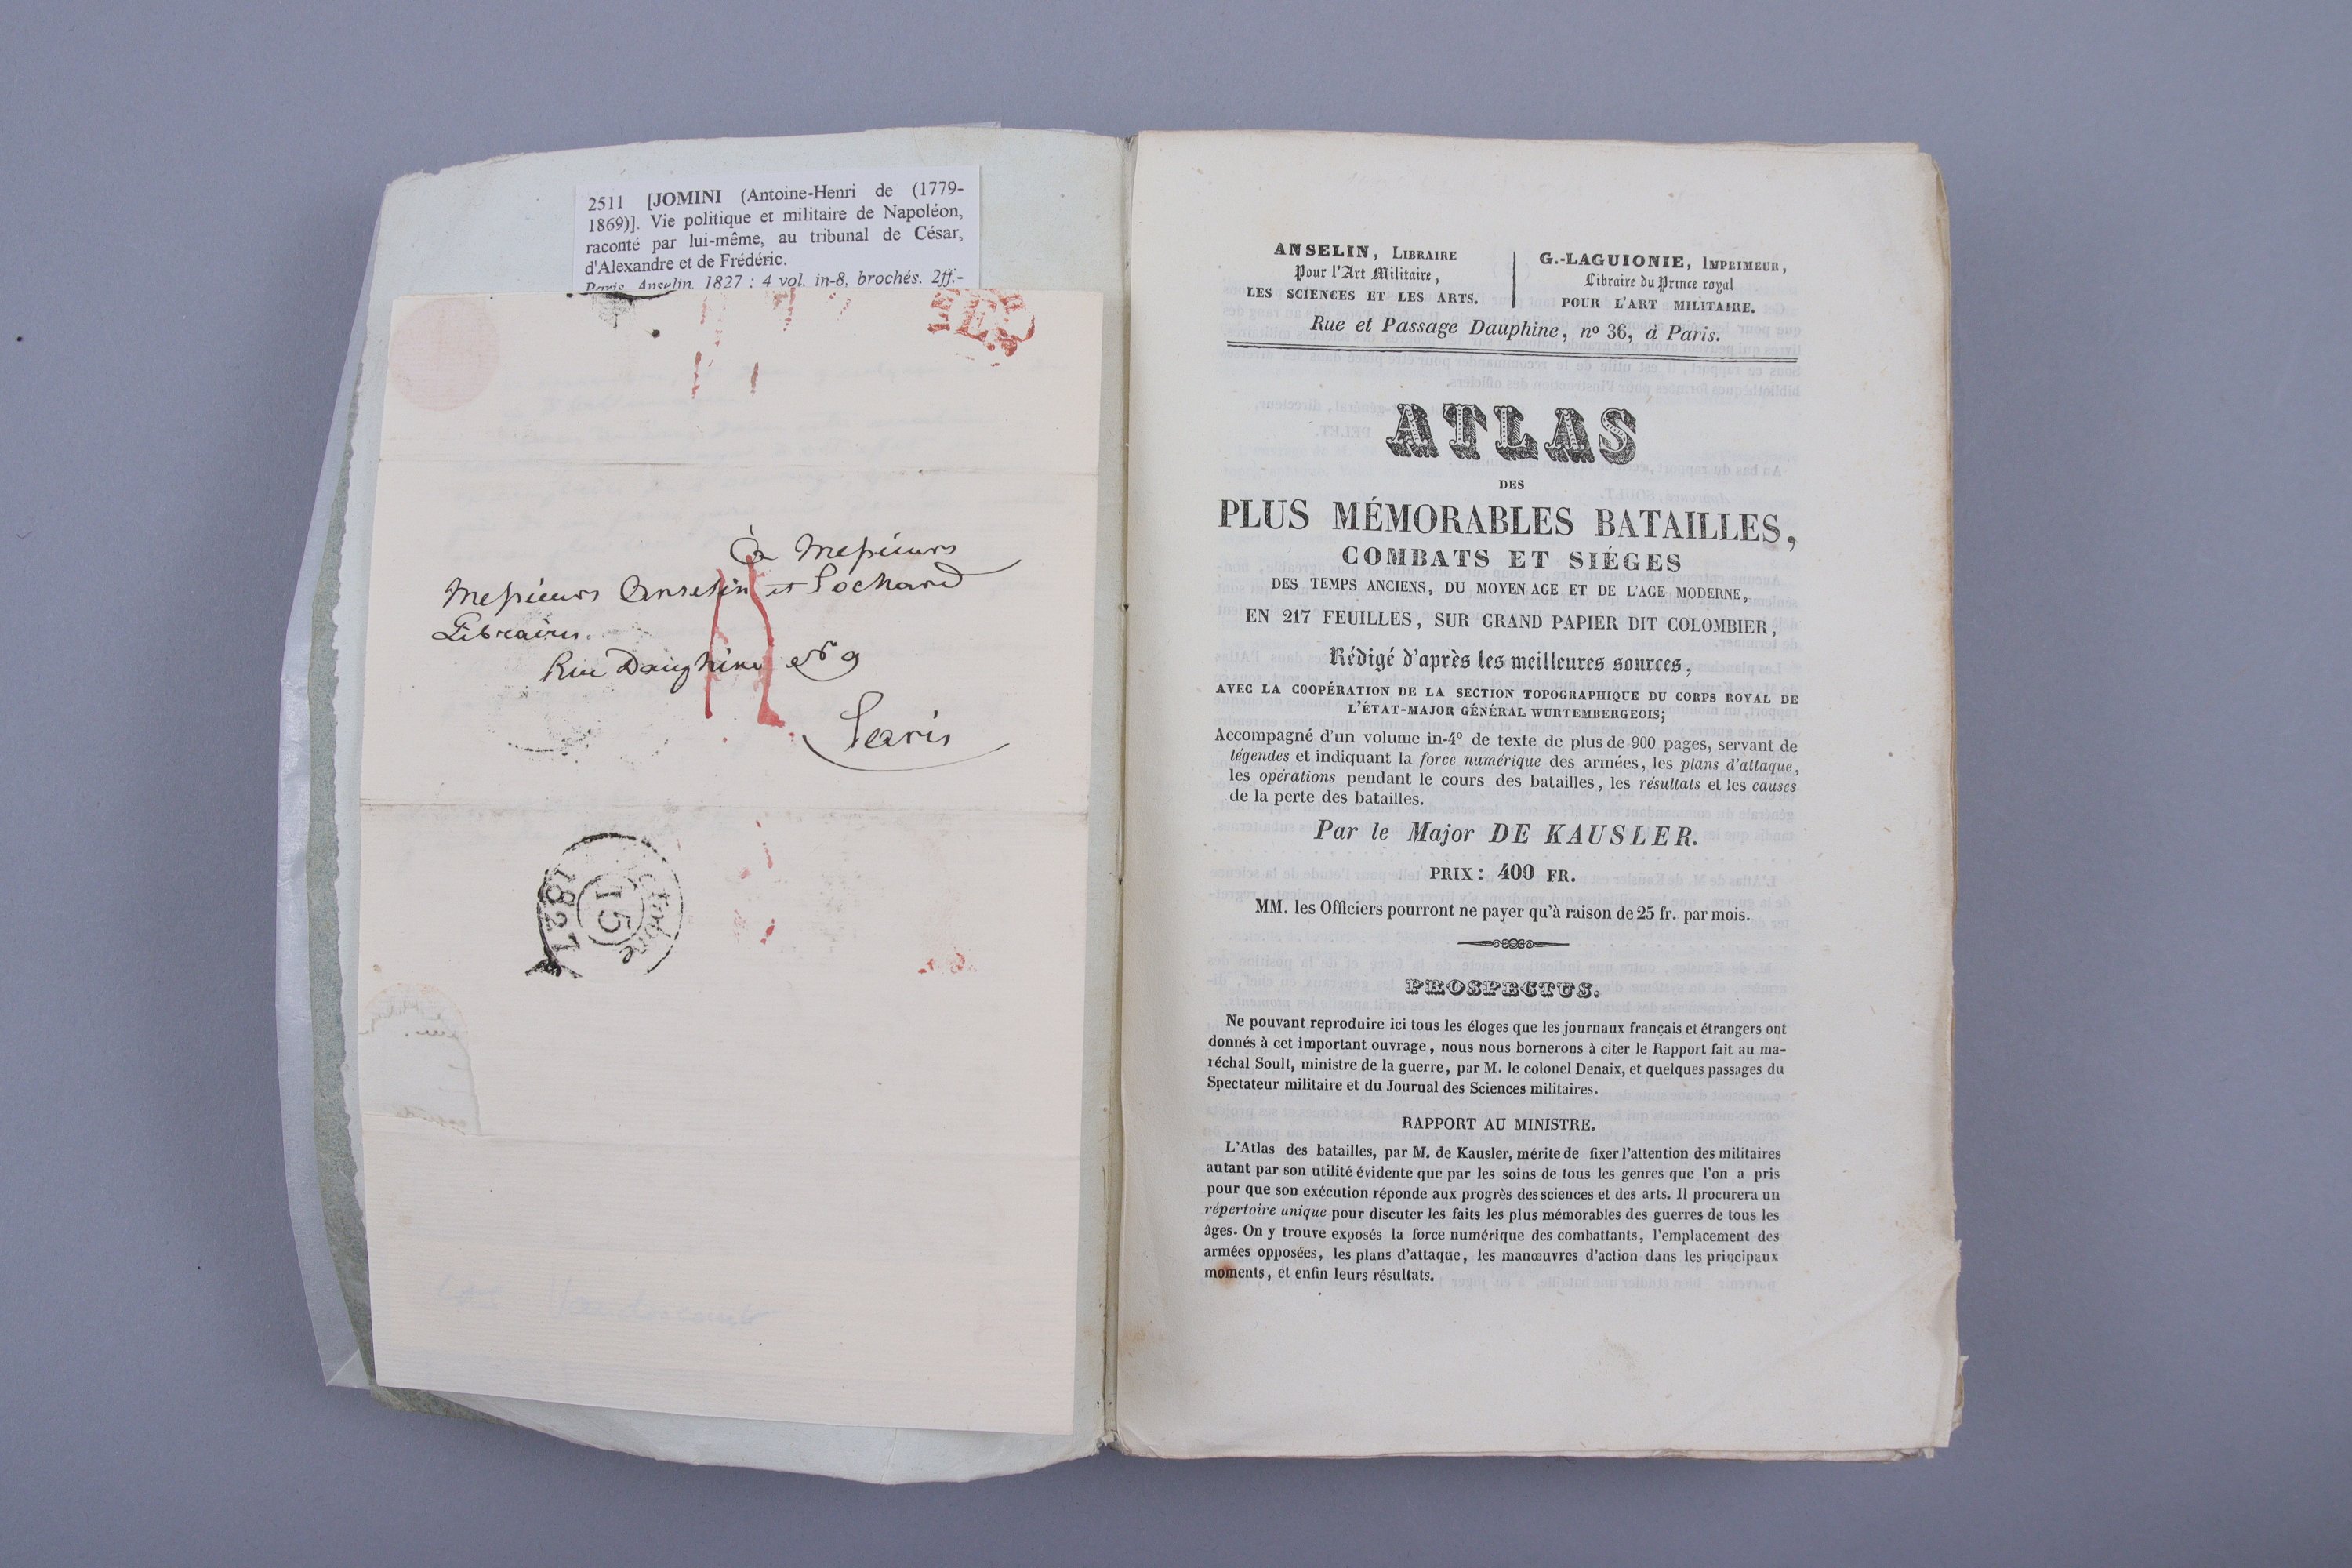 2511 [JOMINI (Antoine-Henri de (1779-
1869)]. Vie politique et militaire de Napoléon,
raconté par lui-même, au tribunal de César,
d'Alexandre et de Frédéric.
Paris, Anselin, 1827 : 4 vol. in-8, brochés. 2ff.-
à Messieurs
Messieurs Anselin et Pochard
Libraires.
Rue Dauphine No 9
Paris
15
1827
ANSELIN, LIBRAIRE
Pour l'Art Militaire,
LES SCIENCES ET LES ARTS.
G.-LAGUIONIE, IMPRIMEUR,
Libraire du Prince royal
POUR L'ART MILITAIRE.
Rue et Passage Dauphine, nº 36, à Paris.
ATLAS
DES
PLUS MÉMORABLES BATAILLES,
COMBATS ET SIÉGES
DES TEMPS ANCIENS, DU MOYEN AGE ET DE L'AGE MODERNE,
EN 217 FEUILLES, SUR GRAND PAPIER DIT COLOMBIER,
Rédigé d'après les meilleures sources,
AVEC LA COOPÉRATION DE LA SECTION TOPOGRAPHIQUE DU CORPS ROYAL DE
L'ÉTAT-MAJOR GÉNÉRAL WURTEMBERGEOIS;
Accompagné d'un volume in-4º de texte de plus de 900 pages, servant de
légendes et indiquant la force numérique des armées, les plans d'attaque,
les opérations pendant le cours des batailles, les résultats et les causes
de la perte des batailles.
Par le Major DE KAUSLER.
PRIX: 400 FR.
MM. les Officiers pourront ne payer qu'à raison de 25 fr. par mois.
PROSPECTUS.
Ne pouvant reproduire ici tous les éloges que les journaux français et étrangers ont
donnés à cet important ouvrage, nous nous bornerons à citer le Rapport fait au ma-
réchal Soult, ministre de la guerre, par M. le colonel Denaix, et quelques passages du
Spectateur militaire et du Jourual des Sciences militaires.
RAPPORT AU MINISTRE.
L'Atlas des batailles, par M. de Kausler, mérite de fixer l'attention des militaires
autant par son utilité évidente que par les soins de tous les genres que l'on a pris
pour que son exécution réponde aux progrès des sciences et des arts. Il procurera un
répertoire unique pour discuter les faits les plus mémorables des guerres de tous les
âges. On y trouve exposés la force numérique des combattants, l'emplacement des
armées opposées, les plans d'attaque, les manœuvres d'action dans les principaux
moments, et enfin leurs résultats.